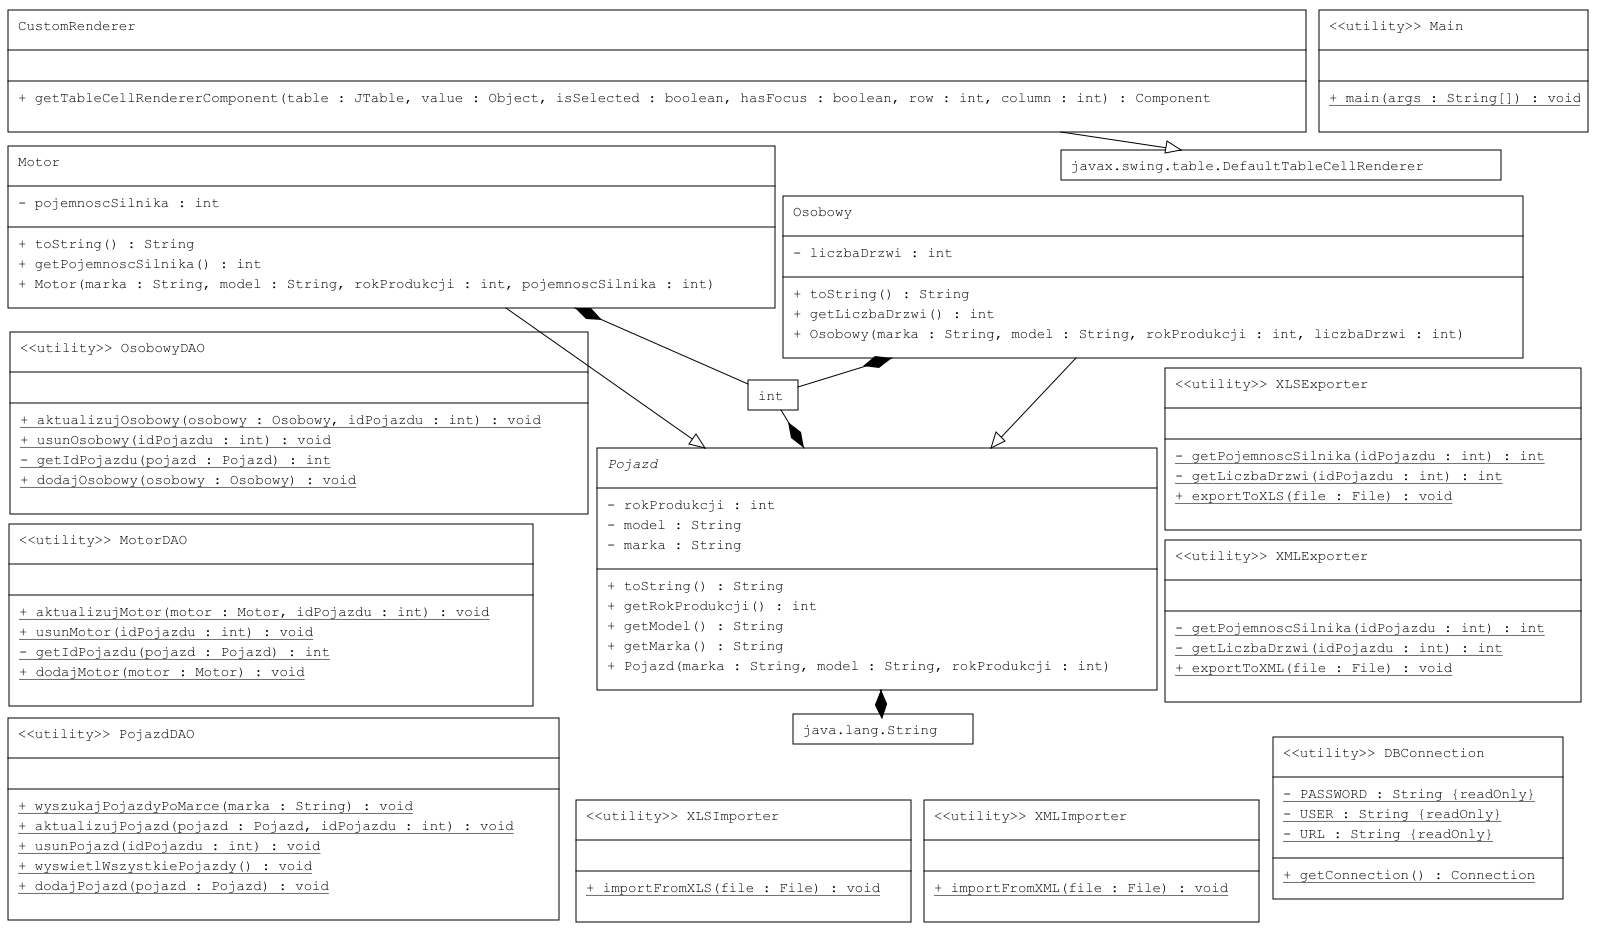 CustomRenderer
+ getTableCellRendererComponent(table : JTable, value : Object, isSelected : boolean, hasFocus : boolean, row : int, column : int) : Component
<<utility>> Main
+ main(args : String[]) : void
javax.swing.table.DefaultTableCellRenderer
Motor
- pojemnoscSilnika : int
+ toString() : String
+ getPojemnoscSilnika() : int
+ Motor(marka : String, model : String, rokProdukcji : int, pojemnoscSilnika : int)
Osobowy
- liczbaDrzwi : int
+ toString() : String
+ getLiczbaDrzwi() : int
+ Osobowy(marka : String, model : String, rokProdukcji : int, liczbaDrzwi : int)
<<utility>> OsobowyDAO
+ aktualizujOsobowy(osobowy : Osobowy, idPojazdu : int) : void
+ usunOsobowy(idPojazdu : int) : void
- getIdPojazdu(pojazd : Pojazd) : int
+ dodajOsobowy(osobowy : Osobowy) : void
int
<<utility>> XLSExporter
- getPojemnoscSilnika(idPojazdu : int) : int
- getLiczbaDrzwi(idPojazdu : int) : int
+ exportToXLS(file : File) : void
Pojazd
- rokProdukcji : int
- model : String
- marka : String
+ toString() : String
+ getRokProdukcji() : int
+ getModel() : String
+ getMarka() : String
+ Pojazd(marka : String, model : String, rokProdukcji : int)
<<utility>> MotorDAO
+ aktualizujMotor(motor : Motor, idPojazdu : int) : void
+ usunMotor(idPojazdu : int) : void
- getIdPojazdu(pojazd : Pojazd) : int
+ dodajMotor(motor : Motor) : void
<<utility>> XMLExporter
- getPojemnoscSilnika(idPojazdu : int) : int
- getLiczbaDrzwi(idPojazdu : int) : int
+ exportToXML(file : File) : void
java.lang.String
<<utility>> PojazdDAO
+ wyszukajPojazdyPoMarce(marka : String) : void
+ aktualizujPojazd(pojazd : Pojazd, idPojazdu : int) : void
+ usunPojazd(idPojazdu : int) : void
+ wyswietlWszystkiePojazdy() : void
+ dodajPojazd(pojazd : Pojazd) : void
<<utility>> XLSImporter
+ importFromXLS(file : File) : void
<<utility>> XMLImporter
+ importFromXML(file : File) : void
<<utility>> DBConnection
- PASSWORD : String {readOnly}
- USER : String {readOnly}
- URL : String {readOnly}
+ getConnection() : Connection